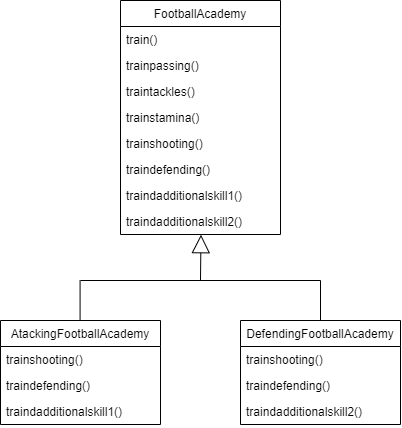 FootballAcademy
train()
trainpassing()
traintackles()
trainstamina()
trainshooting()
traindefending()
traindadditionalskill1()
traindadditionalskill2()
AtackingFootballAcademy
trainshooting()
traindefending()
traindadditionalskill1()
DefendingFootballAcademy
trainshooting()
traindefending()
traindadditionalskill2()